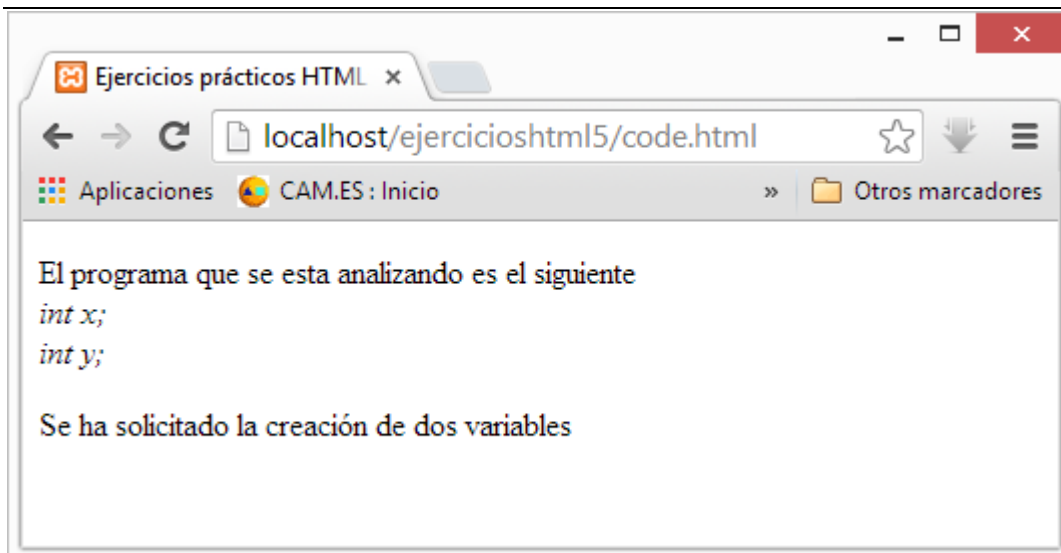 Ejercicios prácticos HTML
localhost/ejercicioshtml5/code.html
Aplicaciones CAM.ES : Inicio » Otros marcadores
El programa que se esta analizando es el siguiente
int x;
int y;
Se ha solicitado la creación de dos variables